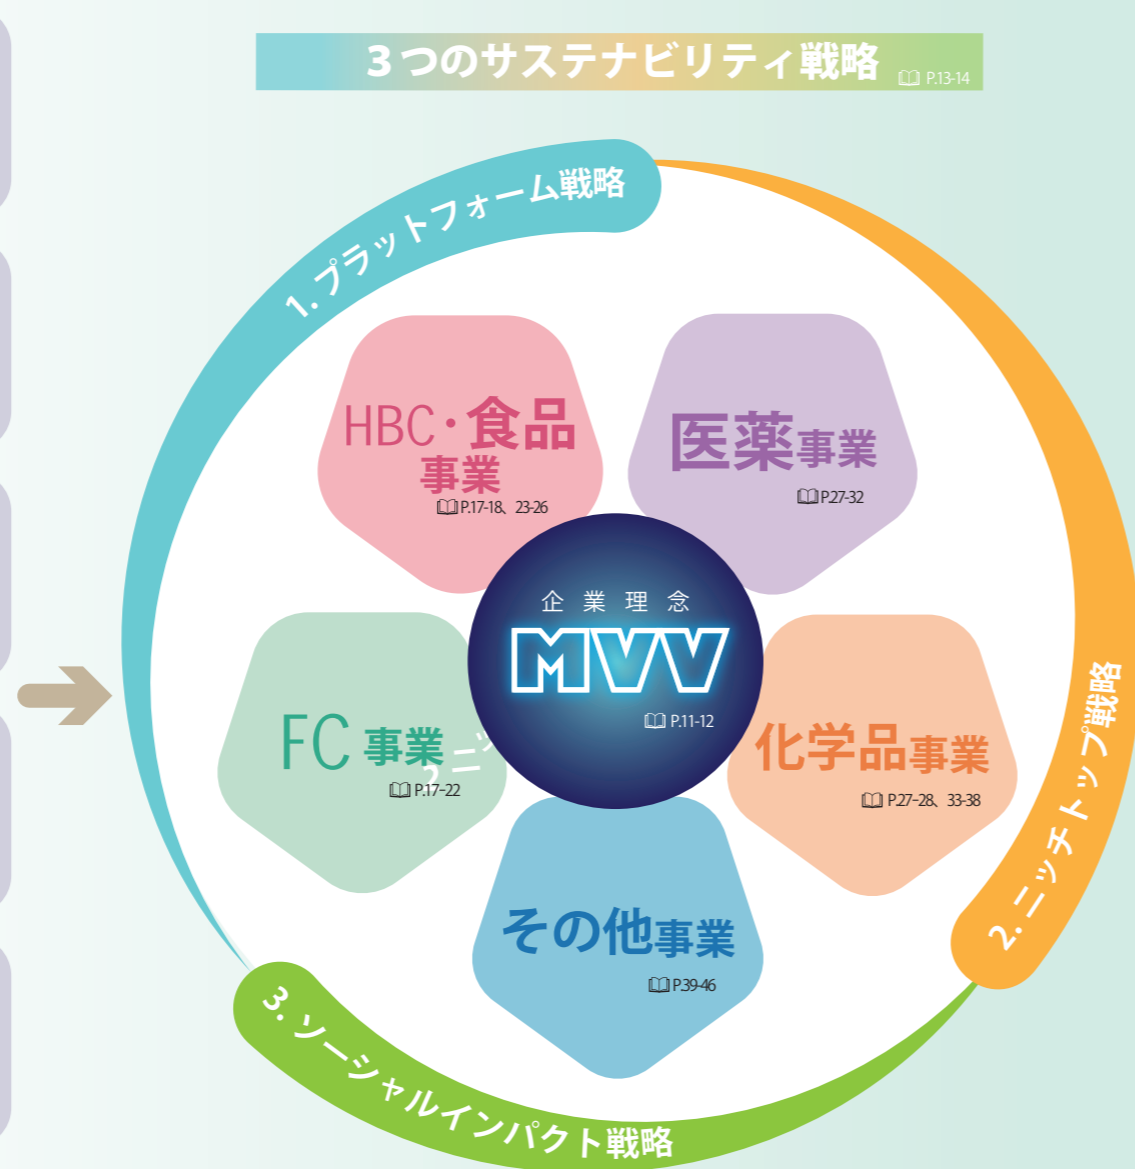 3つのサステナビリティ戦略 P.13-14
1. プラットフォーム戦略
HBC・食品
事業
P.17-18、23-26
医薬事業
P.27-32
企業理念
MVV
P.11-12
FC 事業
P.17-22
2. ニッ
化学品事業
P.27-28、33-38
その他事業
P.39-46
2. ニッチトップ戦略
3. ソーシャルインパクト戦略